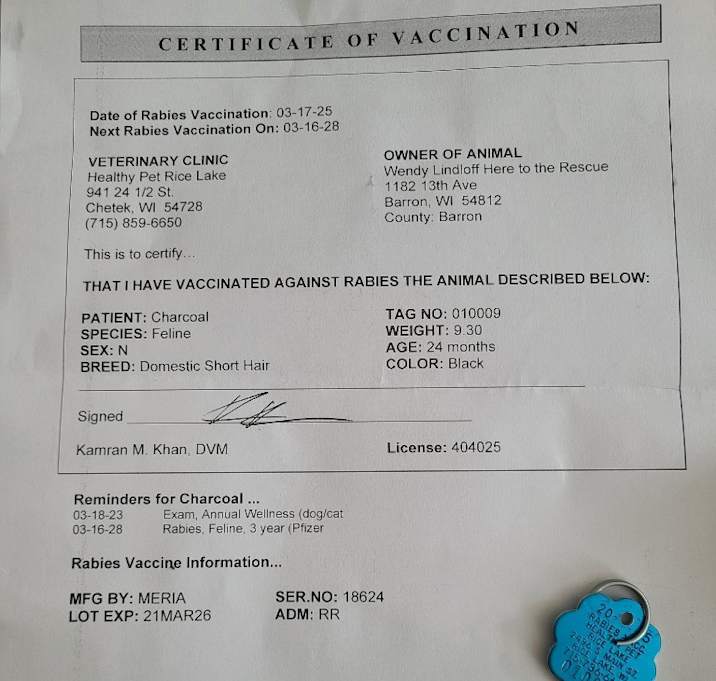 CERTIFICATE OF VACCINATION
Date of Rabies Vaccination: 03-17-25
Next Rabies Vaccination On: 03-16-28
VETERINARY CLINIC
Healthy Pet Rice Lake
941 24 1/2 St.
Chetek, WI 54728
(715) 859-6650
OWNER OF ANIMAL
Wendy Lindloff Here to the Rescue
1182 13th Ave
Barron, WI 54812
County: Barron
This is to certify...
THAT I HAVE VACCINATED AGAINST RABIES THE ANIMAL DESCRIBED BELOW:
PATIENT: Charcoal
SPECIES: Feline
SEX: N
BREED: Domestic Short Hair
TAG NO: 010009
WEIGHT: 9.30
AGE: 24 months
COLOR: Black
Signed
Kamran M. Khan, DVM
License: 404025
Reminders for Charcoal ...
03-18-23 Exam, Annual Wellness (dog/cat
03-16-28 Rabies, Feline, 3 year (Pfizer
Rabies Vaccine Information...
MFG BY: MERIA
LOT EXP: 21MAR26
SER.NO: 18624
ADM: RR
RABIES
PET
RICE LAKE
MAIN ST.